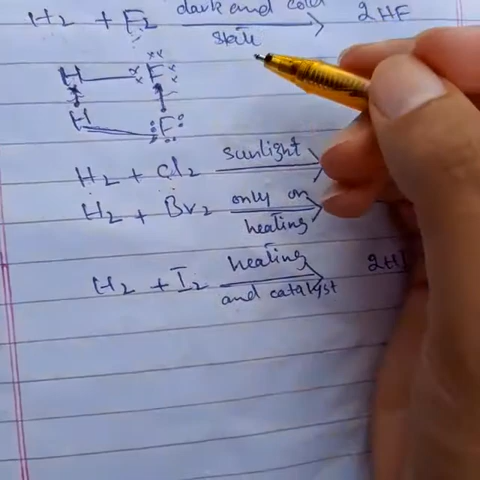 dark and cold
H2 + F2 → 2HF
state
H F
H F
H2 + Cl2 sunlight →
H2 + Br2 only on →
heating
H2 + I2 heating → 2HI
and catalyst